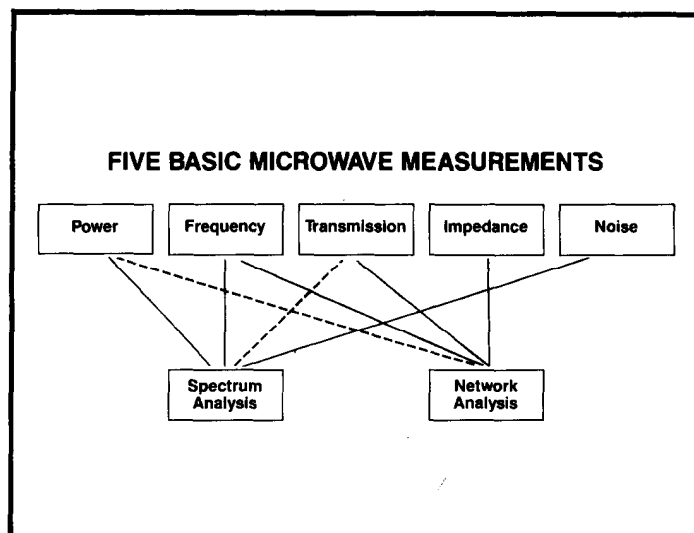 FIVE BASIC MICROWAVE MEASUREMENTS
Power
Frequency
Transmission
Impedance
Noise
Spectrum
Analysis
Network
Analysis